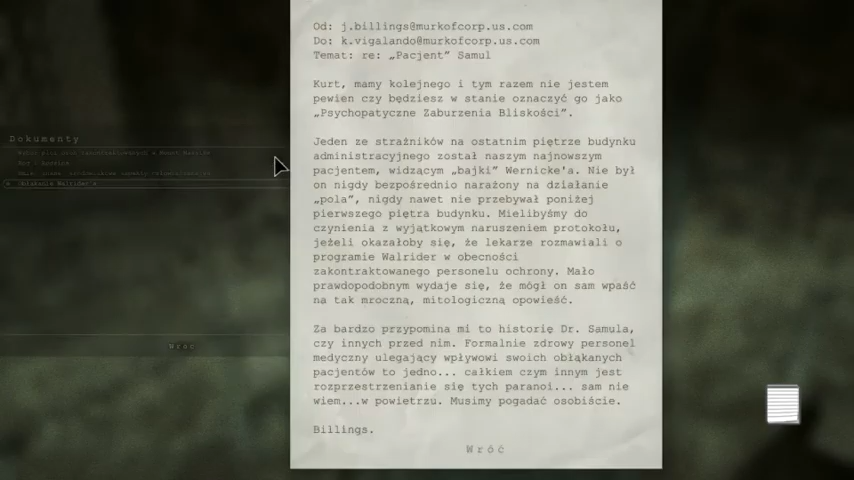 Od: j.billings@murkofcorp.us.com
Do: k.vigalando@murkofcorp.us.com
Temat: re: „Pacjent” Samul
Kurt, mamy kolejnego i tym razem nie jestem
pewien czy będziesz w stanie oznaczyć go jako
„Psychopatyczne Zaburzenia Bliskości”.
Jeden ze strażników na ostatnim piętrze budynku
administracyjnego został naszym najnowszym
pacjentem, widzącym „bajki” Wernicke'a. Nie był
on nigdy bezpośrednio narażony na działanie
„pola”, nigdy nawet nie przebywał poniżej
pierwszego piętra budynku. Mielibyśmy do
czynienia z wyjątkowym naruszeniem protokołu,
jeżeli okazałoby się, że lekarze rozmawiali o
programie Walrider w obecności
zakontraktowanego personelu ochrony. Mało
prawdopodobnym wydaje się, że mógł on sam wpaść
na tak mroczną, mitologiczną opowieść.
Za bardzo przypomina mi to historię Dr. Samula,
czy innych przed nim. Formalnie zdrowy personel
medyczny ulegający wpływowi swoich obłąkanych
pacjentów to jedno... całkiem czym innym jest
rozprzestrzenianie się tych paranoi... sam nie
wiem...w powietrzu. Musimy pogadać osobiście.
Billings.
Wróć
Dokumenty
Wróć